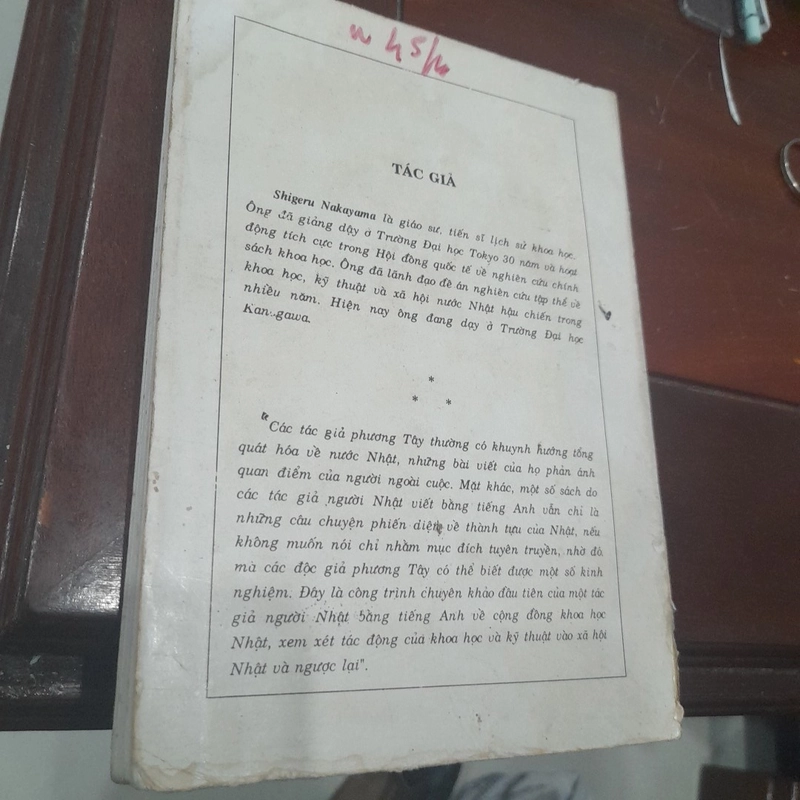 TÁC GIẢ
Shigeru Nakayama là giáo sư, tiến sĩ lịch sử khoa học.
Ông đã giảng dậy ở Trường Đại học Tokyo 30 năm và hoạt
động tích cực trong Hội đồng quốc tế về nghiên cứu chính
sách khoa học. Ông đã lãnh đạo đề án nghiên cứu tập thể về
khoa học, kỹ thuật và xã hội nước Nhật hậu chiến trong
nhiều năm. Hiện nay ông đang dạy ở Trường Đại học
*
* *
"Các tác giả phương Tây thường có khuynh hướng tổng
quát hóa về nước Nhật, những bài viết của họ phản ánh
quan điểm của người ngoài cuộc. Mặt khác, một số sách do
các tác giả người Nhật viết bằng tiếng Anh vẫn chỉ là
những câu chuyện phiến diện về thành tựu của Nhật, nếu
không muốn nói chỉ nhằm mục đích tuyên truyền, nhờ đó
mà các độc giả phương Tây có thể biết được một số kinh
nghiệm. Đây là công trình chuyên khảo đầu tiên của một tác
giả người Nhật bằng tiếng Anh về cộng đồng khoa học
Nhật, xem xét tác động của khoa học và kỹ thuật vào xã hội
Nhật và ngược lại".